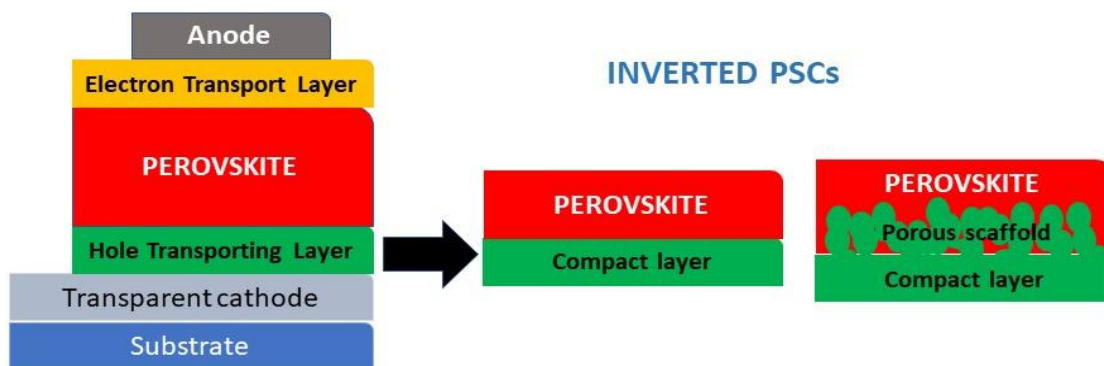 Anode
Electron Transport Layer
PEROVSKITE
Hole Transporting Layer
Transparent cathode
Substrate
INVERTED PSCs
PEROVSKITE
Compact layer
PEROVSKITE
Porous scaffold
Compact layer